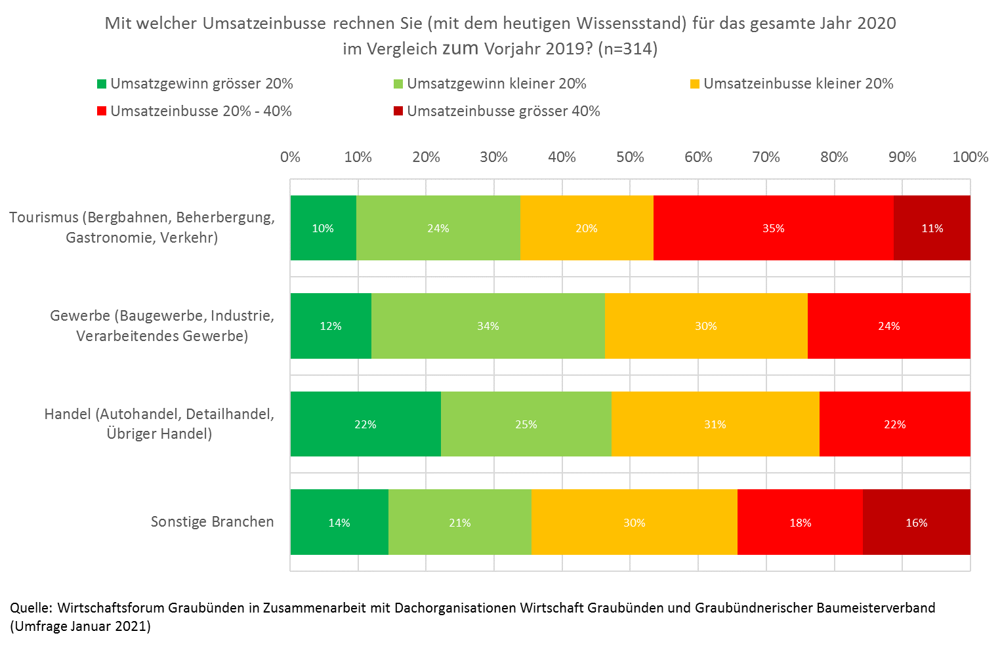 Mit welcher Umsatzeinbusse rechnen Sie (mit dem heutigen Wissensstand) für das gesamte Jahr 2020
im Vergleich zum Vorjahr 2019? (n=314)
Umsatzgewinn grösser 20% Umsatzgewinn kleiner 20% Umsatzeinbusse kleiner 20%
Umsatzeinbusse 20% - 40% Umsatzeinbusse grösser 40%
0% 10% 20% 30% 40% 50% 60% 70% 80% 90% 100%
Tourismus (Bergbahnen, Beherbergung,
Gastronomie, Verkehr)
10% 24% 20% 35% 11%
Gewerbe (Baugewerbe, Industrie,
Verarbeitendes Gewerbe)
12% 34% 30% 24%
Handel (Autohandel, Detailhandel,
Übriger Handel)
22% 25% 31% 22%
Sonstige Branchen
14% 21% 30% 18% 16%
Quelle: Wirtschaftsforum Graubünden in Zusammenarbeit mit Dachorganisationen Wirtschaft Graubünden und Graubündnerischer Baumeisterverband
(Umfrage Januar 2021)